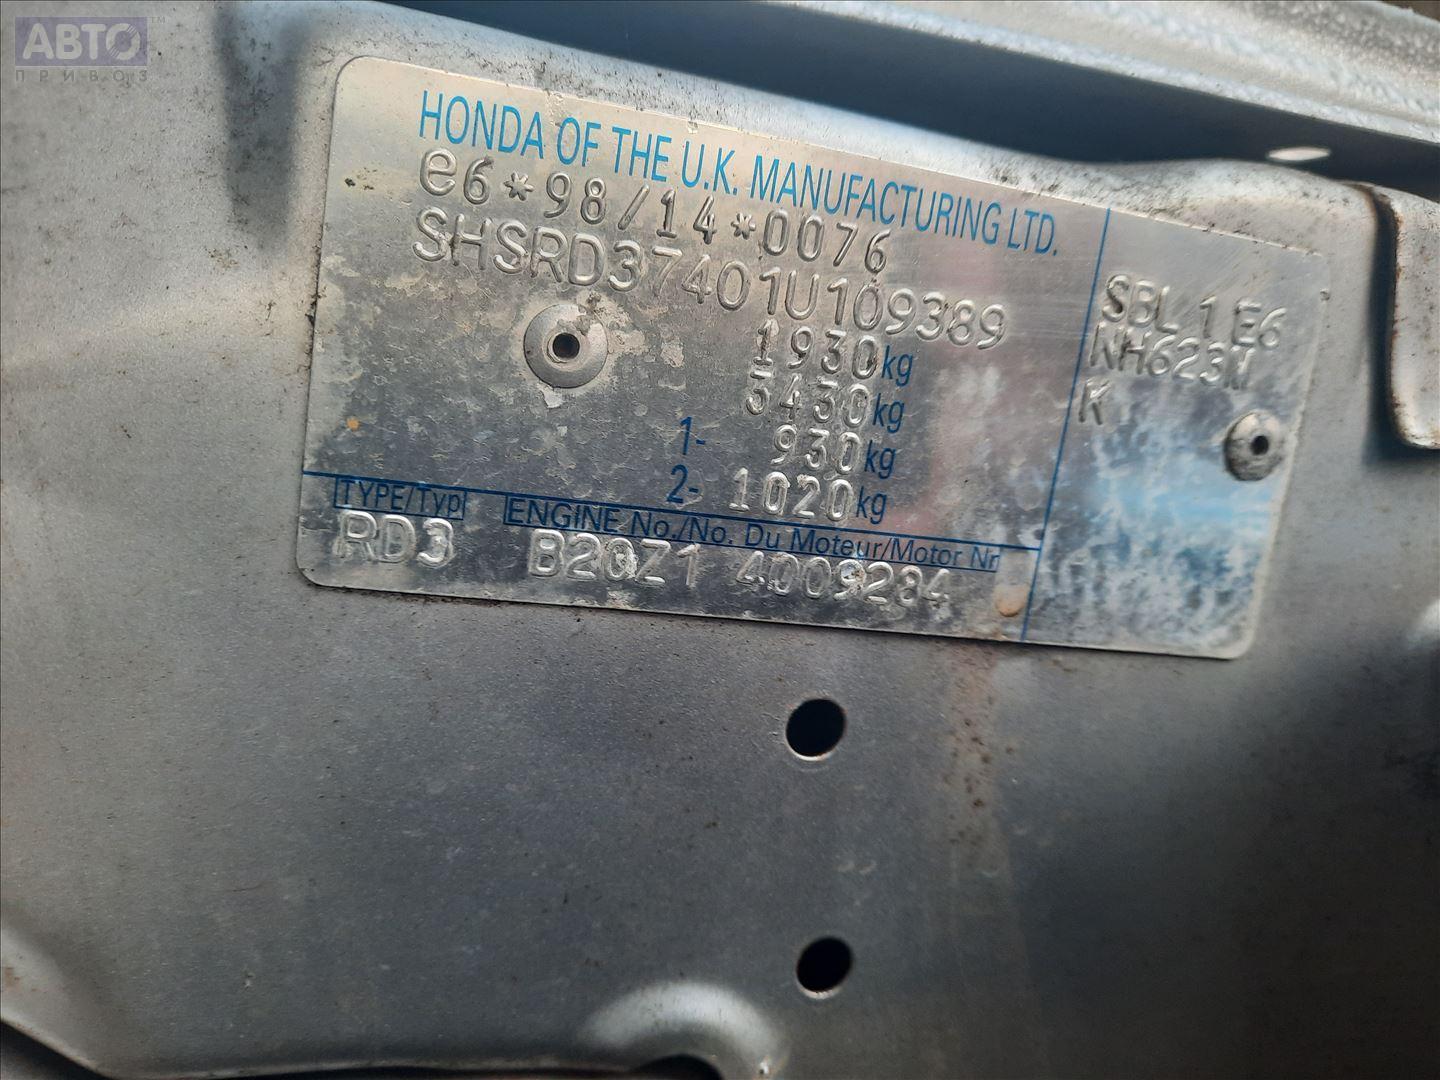 АВТО™
ПРИВОЗ
HONDA OF THE U.K. MANUFACTURING LTD.
e6*98/14*0076
SHSRD37401U109389
1930kg
3430kg
1- 930kg
2- 1020kg
SBL 1 E6
NH623M
K
TYPE/Typ ENGINE No./No. Du Moteur/Motor Nr
RD3 B20Z1 4009284